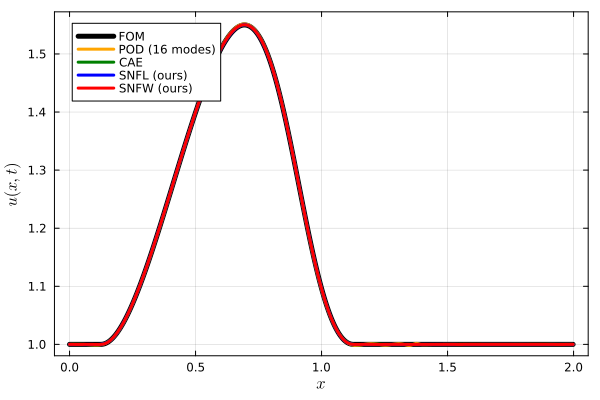 FOM
POD (16 modes)
CAE
SNFL (ours)
SNFW (ours)
1.5
1.4
1.3
1.2
1.1
1.0
u(x, t)
0.0 0.5 1.0 1.5 2.0
x